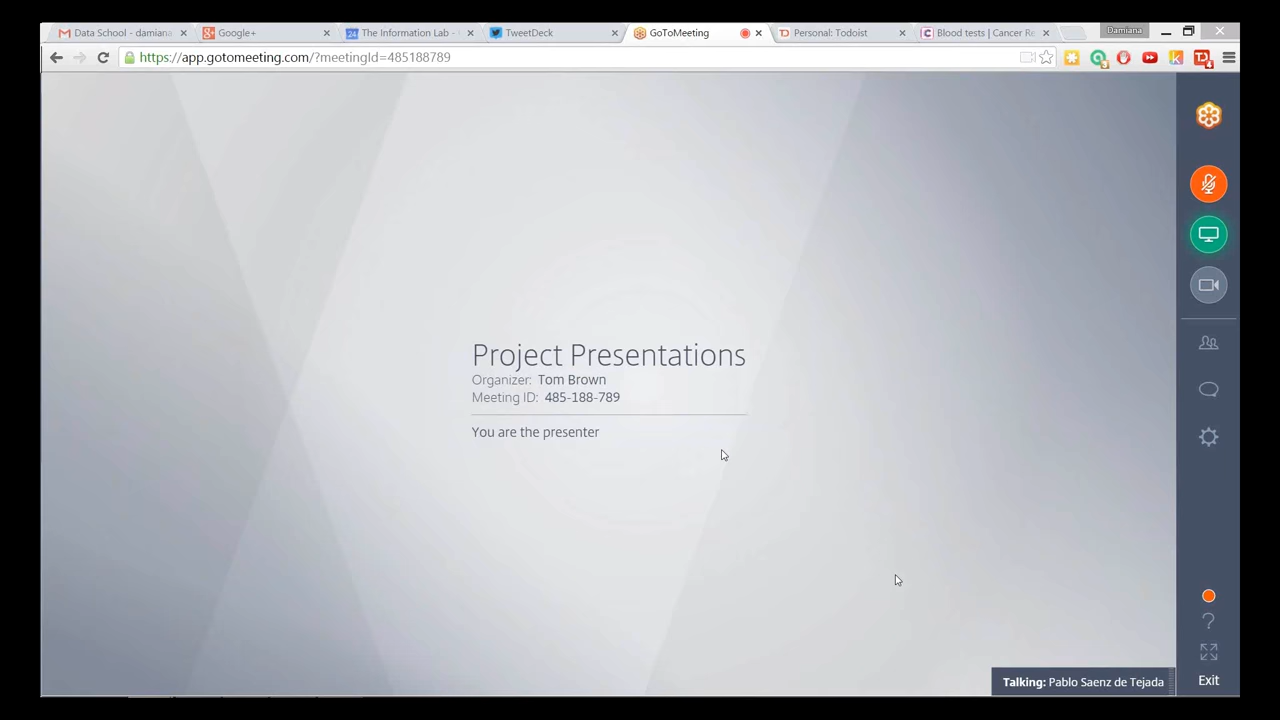 Data School - damiana
Google+
The Information Lab -
TweetDeck
GoToMeeting
Personal: Todoist
Blood tests | Cancer Re
Damiana
https://app.gotomeeting.com/?meetingId=485188789
Project Presentations
Organizer: Tom Brown
Meeting ID: 485-188-789
You are the presenter
Talking: Pablo Saenz de Tejada
Exit